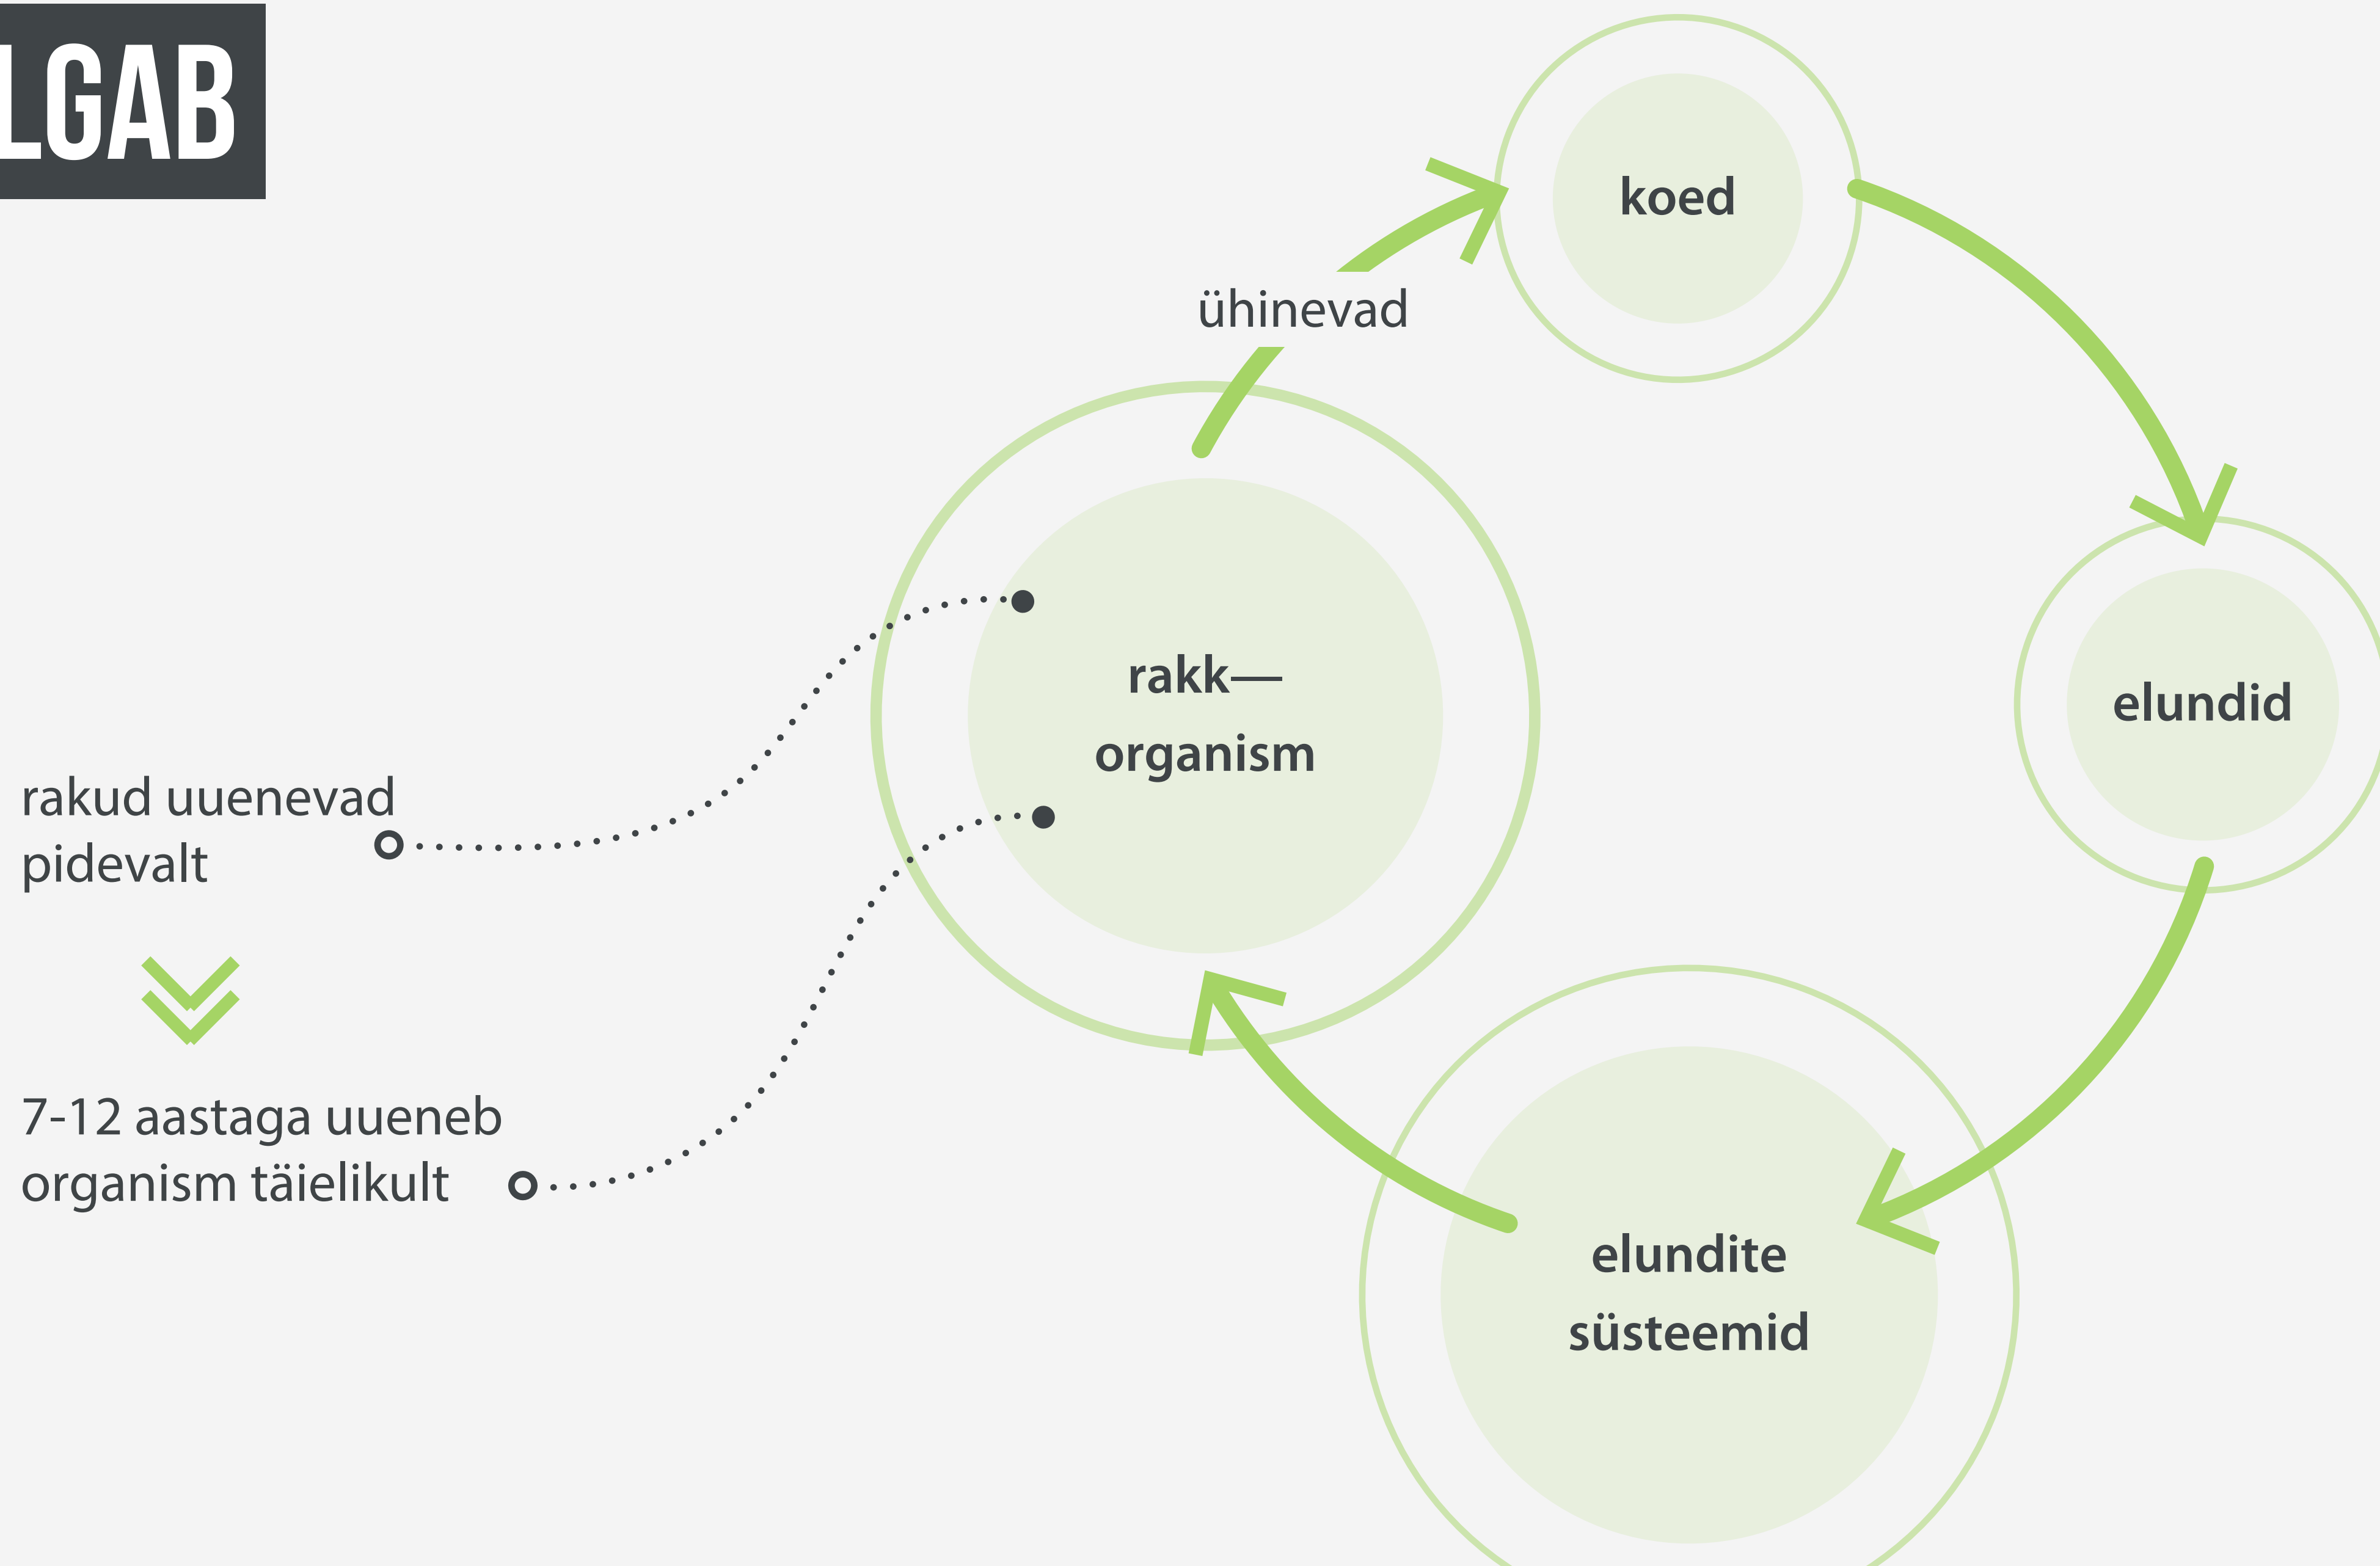 LGAB
koed
ühinevad
rakk—
organism
elundid
rakud uuenevad
pidevalt
7-12 aastaga uueneb
organism täielikult
elundite
süsteemid